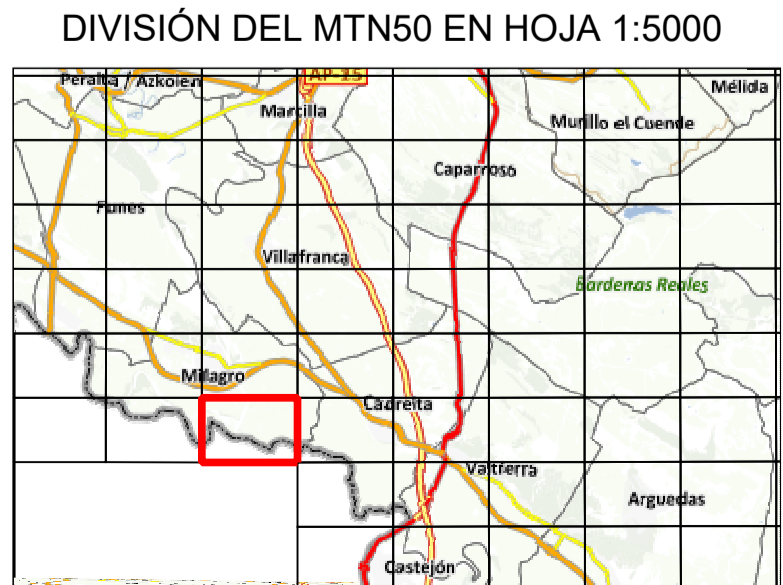 DIVISIÓN DEL MTN50 EN HOJA 1:5000
Peralta / Azkoien
AP-15
Mélida
Marcilla
Murillo el Cuende
Caparroso
Funes
Villafranca
Bardenas Reales
Milagro
Cadreita
Valtierra
Arguedas
Castejón